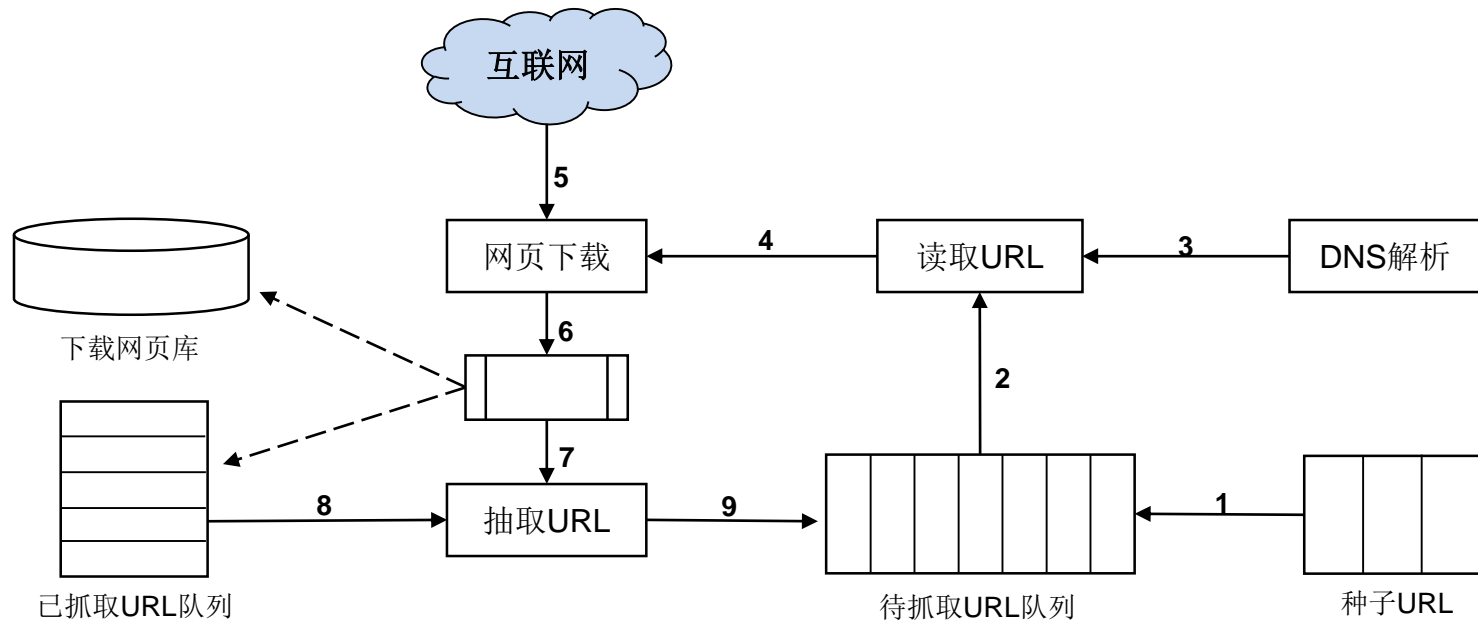 互联网
5
网页下载
4
读取URL
3
DNS解析
6
下载网页库
2
7
8
抽取URL
9
1
已抓取URL队列
待抓取URL队列
种子URL